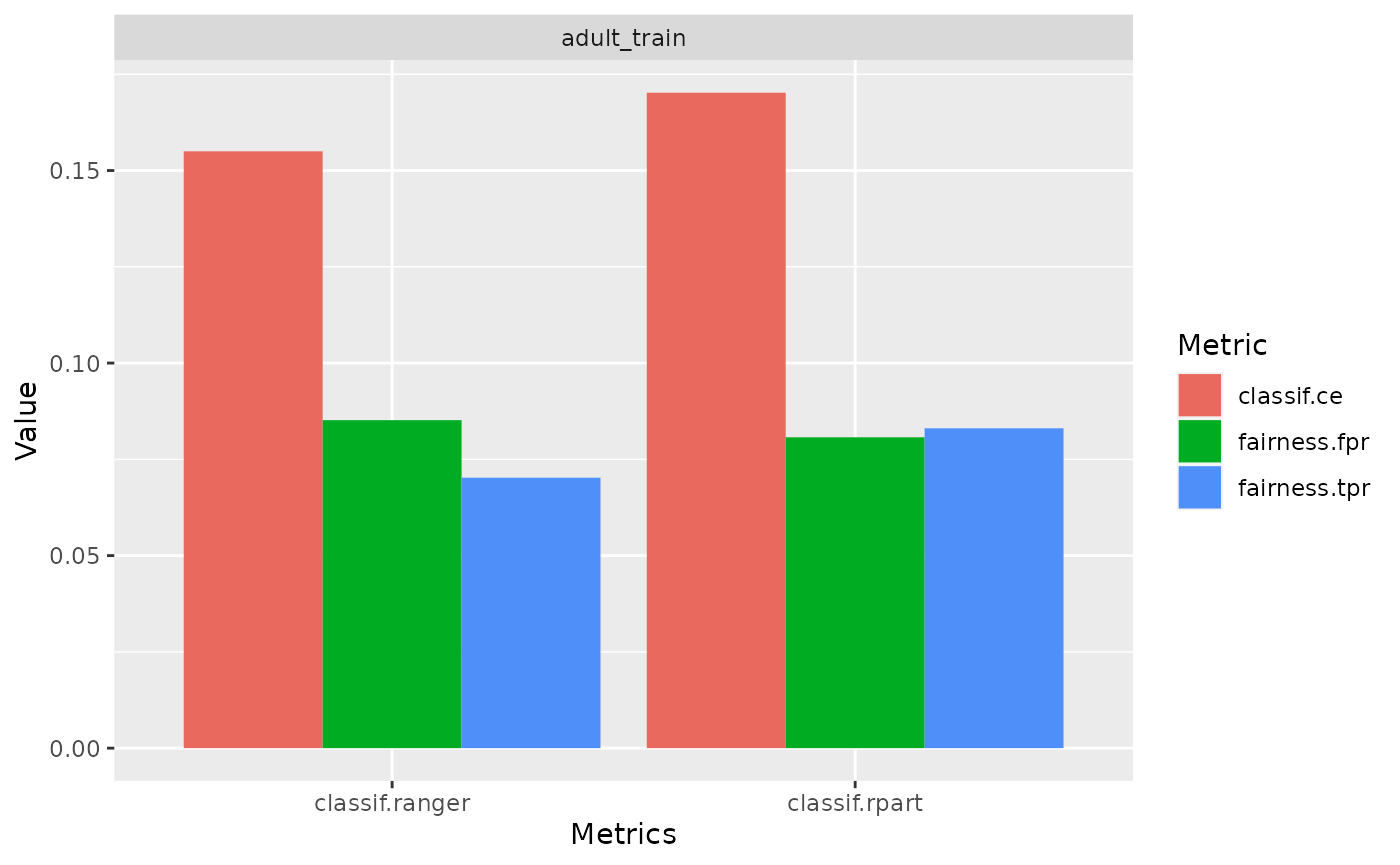 adult_train
Value
0.15
0.10
0.05
0.00
classif.ranger
classif.rpart
Metrics
Metric
classif.ce
fairness.fpr
fairness.tpr